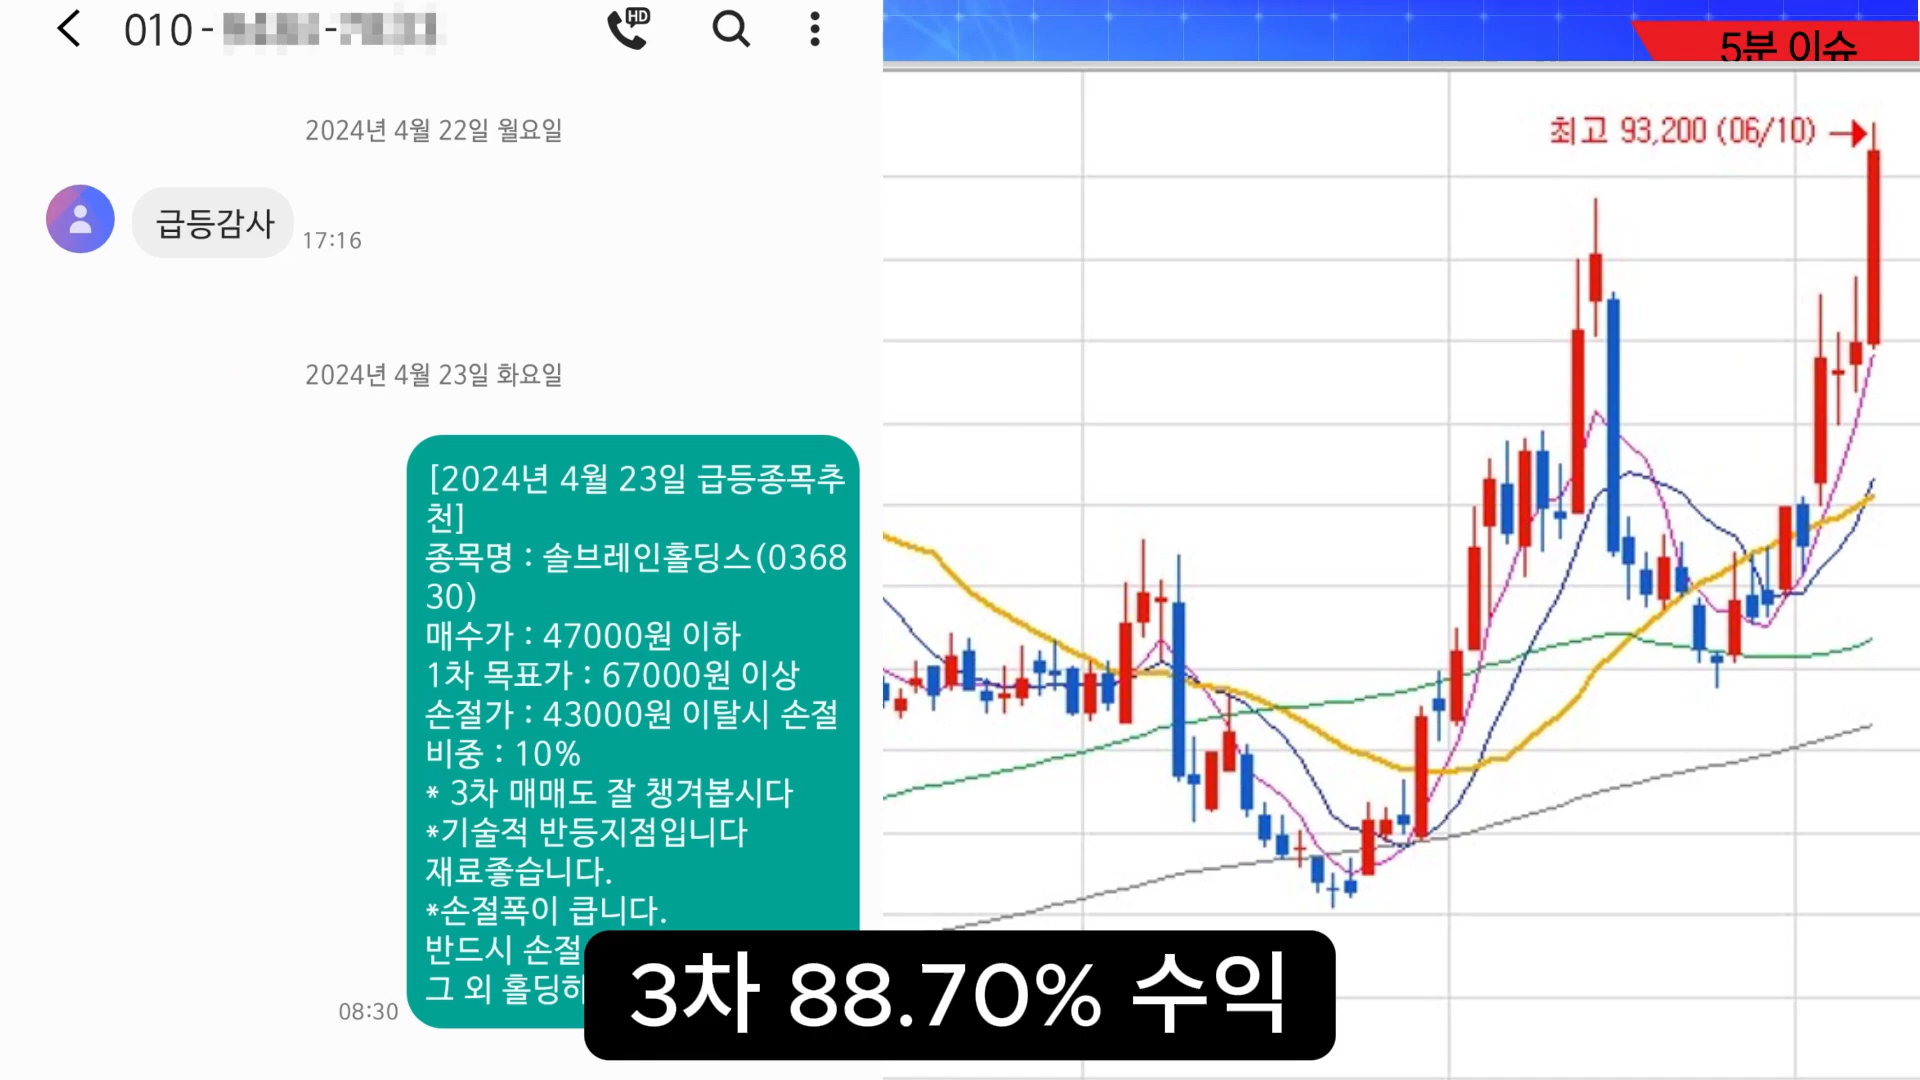 010-
HD
5분 이슈
2024년 4월 22일 월요일
급등감사
17:16
2024년 4월 23일 화요일
[2024년 4월 23일 급등종목추
천]
종목명 : 솔브레인홀딩스(0368
30)
매수가 : 47000원 이하
1차 목표가 : 67000원 이상
손절가 : 43000원 이탈시 손절
비중 : 10%
* 3차 매매도 잘 챙겨봅시다
*기술적 반등지점입니다
재료좋습니다.
*손절폭이 큽니다.
반드시 손절
그 외 홀딩하
08:30
최고 93,200 (06/10)
3차 88.70% 수익